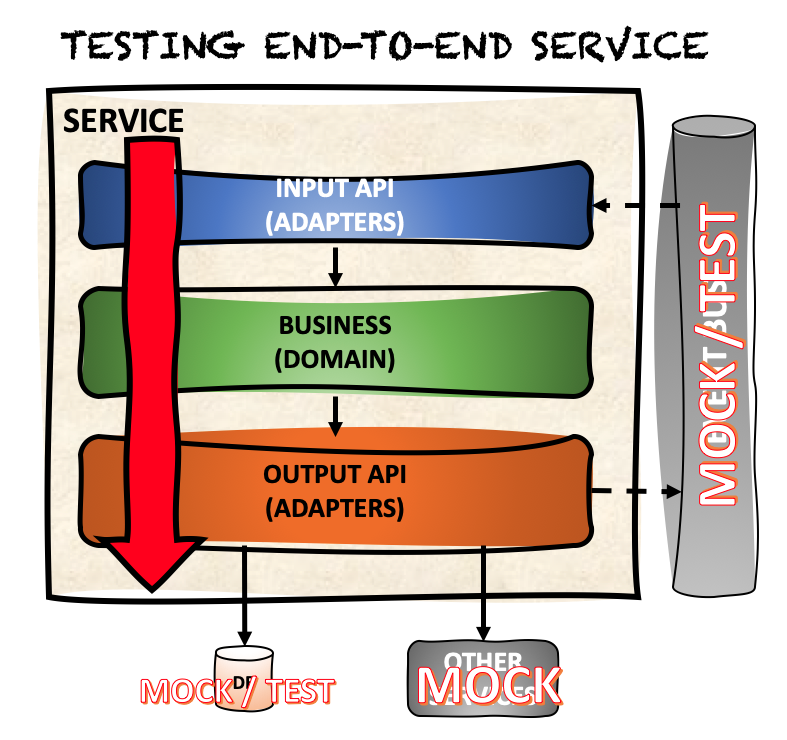 TESTING END-TO-END SERVICE
SERVICE
INPUT API
(ADAPTERS)
BUSINESS
(DOMAIN)
OUTPUT API
(ADAPTERS)
MOCK / TEST
MOCK / TEST
OTHER
MOCK